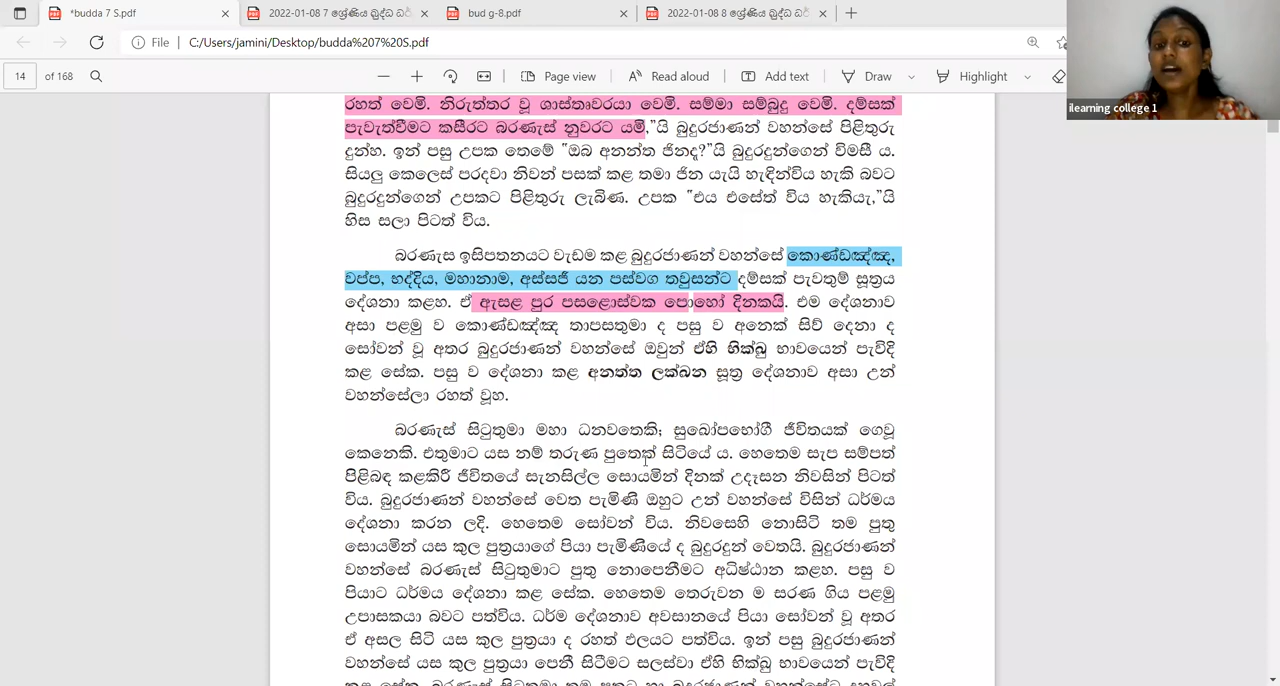 *budda 7 S.pdf
2022-01-08 7 ශ්‍රේණිය බුද්ධ ධර්
bud g-8.pdf
2022-01-08 8 ශ්‍රේණිය බුද්ධ ධර්
File
C:/Users/jamini/Desktop/budda%207%20S.pdf
14 of 168
Page view
Read aloud
Add text
Draw
Highlight
ilearning college 1
රහත් වෙමි. නිරුත්තර වූ ශාස්තෘවරයා වෙමි. සම්මා සම්බුදු වෙමි. දම්සක්
පැවැත්වීමට කසීරට බරණැස් නුවරට යමි,”යි බුදුරජාණන් වහන්සේ පිළිතුරු
දුන්හ. ඉන් පසු උපක තෙමේ “ඔබ අනන්ත ජිනද?”යි බුදුරදුන්ගෙන් විමසී ය.
සියලු කෙලෙස් පරදවා නිවන් පසක් කළ තමා ජින යැයි හැඳින්විය හැකි බවට
බුදුරදුන්ගෙන් උපකට පිළිතුරු ලැබිණ. උපක “එය එසේත් විය හැකියැ,”යි
හිස සලා පිටත් විය.
බරණැස ඉසිපතනයට වැඩම කළ බුදුරජාණන් වහන්සේ කොණ්ඩඤ්ඤ,
වප්ප, භද්දිය, මහානාම, අස්සජී යන පස්වග තවුසන්ට දම්සක් පැවතුම් සූත්‍රය
දේශනා කළහ. ඒ ඇසළ පුර පසළොස්වක පොහෝ දිනකයි. එම දේශනාව
අසා පළමු ව කොණ්ඩඤ්ඤ තාපසතුමා ද පසු ව අනෙක් සිව් දෙනා ද
සෝවන් වූ අතර බුදුරජාණන් වහන්සේ ඔවුන් ඒහි භික්ඛු භාවයෙන් පැවිදි
කළ සේක. පසු ව දේශනා කළ අනත්ත ලක්ඛන සූත්‍ර දේශනාව අසා උන්
වහන්සේලා රහත් වූහ.
බරණැස් සිටුතුමා මහා ධනවතෙකි; සුඛෝපභෝගී ජීවිතයක් ගෙවූ
කෙනෙකි. එතුමාට යස නම් තරුණ පුතෙක් සිටියේ ය. හෙතෙම සැප සම්පත්
පිළිබඳ කළකිරී ජීවිතයේ සැනසිල්ල සොයමින් දිනක් උදෑසන නිවසින් පිටත්
විය. බුදුරජාණන් වහන්සේ වෙත පැමිණි ඔහුට උන් වහන්සේ විසින් ධර්මය
දේශනා කරන ලදි. හෙතෙම සෝවන් විය. නිවසෙහි නොසිටි තම පුතු
සොයමින් යස කුල පුත්‍රයාගේ පියා පැමිණියේ ද බුදුරදුන් වෙතයි. බුදුරජාණන්
වහන්සේ බරණැස් සිටුතුමාට පුතු නොපෙනීමට අධිෂ්ඨාන කළහ. පසු ව
පියාට ධර්මය දේශනා කළ සේක. හෙතෙම තෙරුවන ම සරණ ගිය පළමු
උපාසකයා බවට පත්විය. ධර්ම දේශනාව අවසානයේ පියා සෝවන් වූ අතර
ඒ අසල සිටි යස කුල පුත්‍රයා ද රහත් ඵලයට පත්විය. ඉන් පසු බුදුරජාණන්
වහන්සේ යස කුල පුත්‍රයා පෙනී සිටීමට සලස්වා ඒහි භික්ඛු භාවයෙන් පැවිදි